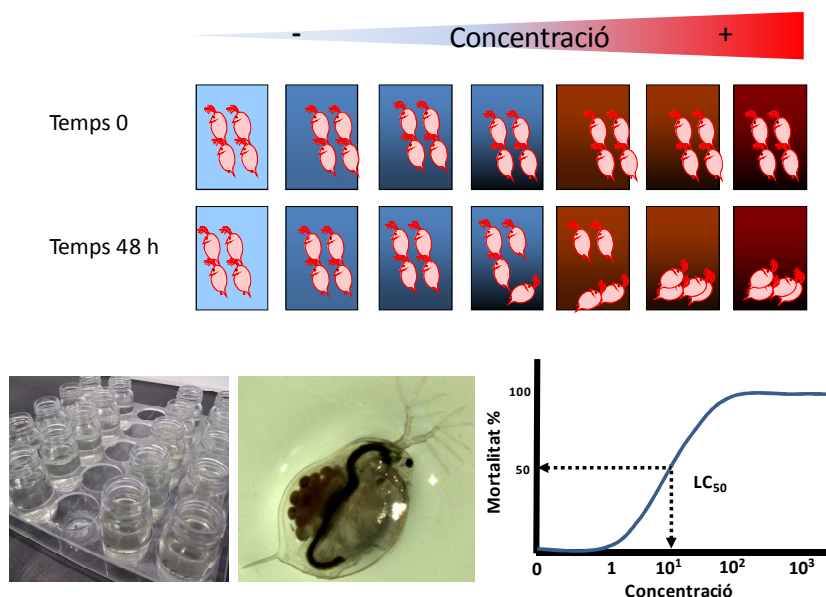 - Concentració +
Temps 0
Temps 48 h
Mortalitat %
100
50
LC₅₀
0 1 10¹ 10² 10³
Concentració